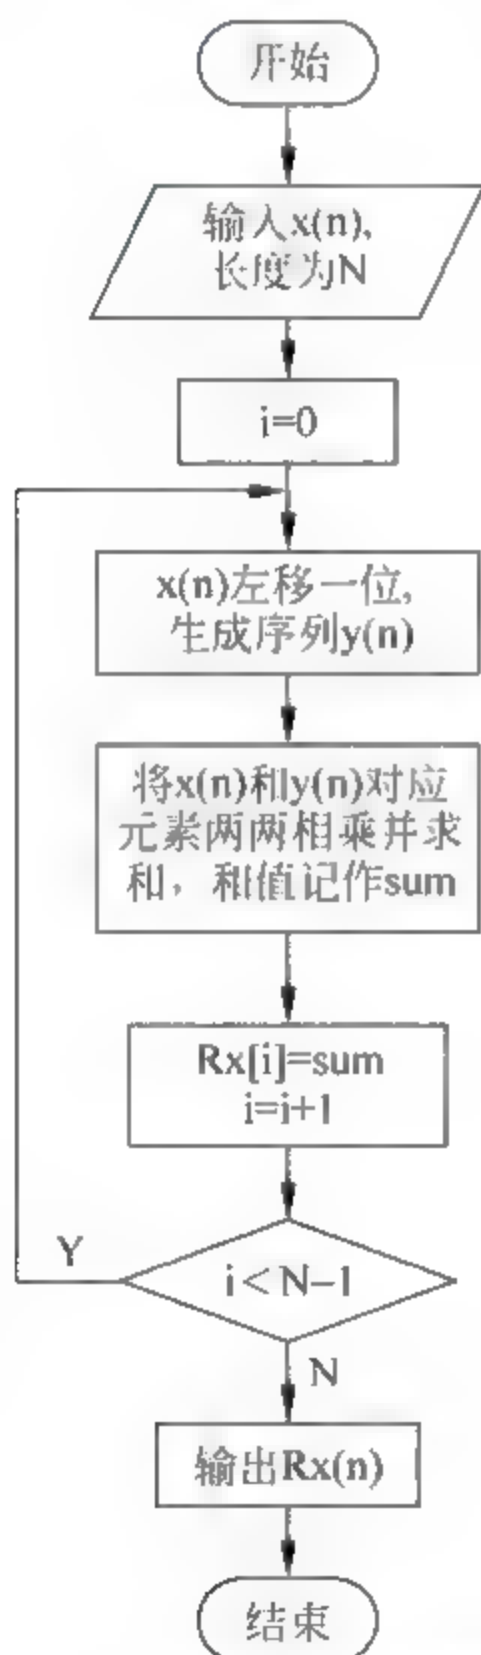 开始
输入x(n),
长度为N
i=0
x(n)左移一位,
生成序列y(n)
将x(n)和y(n)对应
元素两两相乘并求
和，和值记作sum
Rx[i]=sum
i=i+1
Y
i<N-1
N
输出Rx(n)
结束